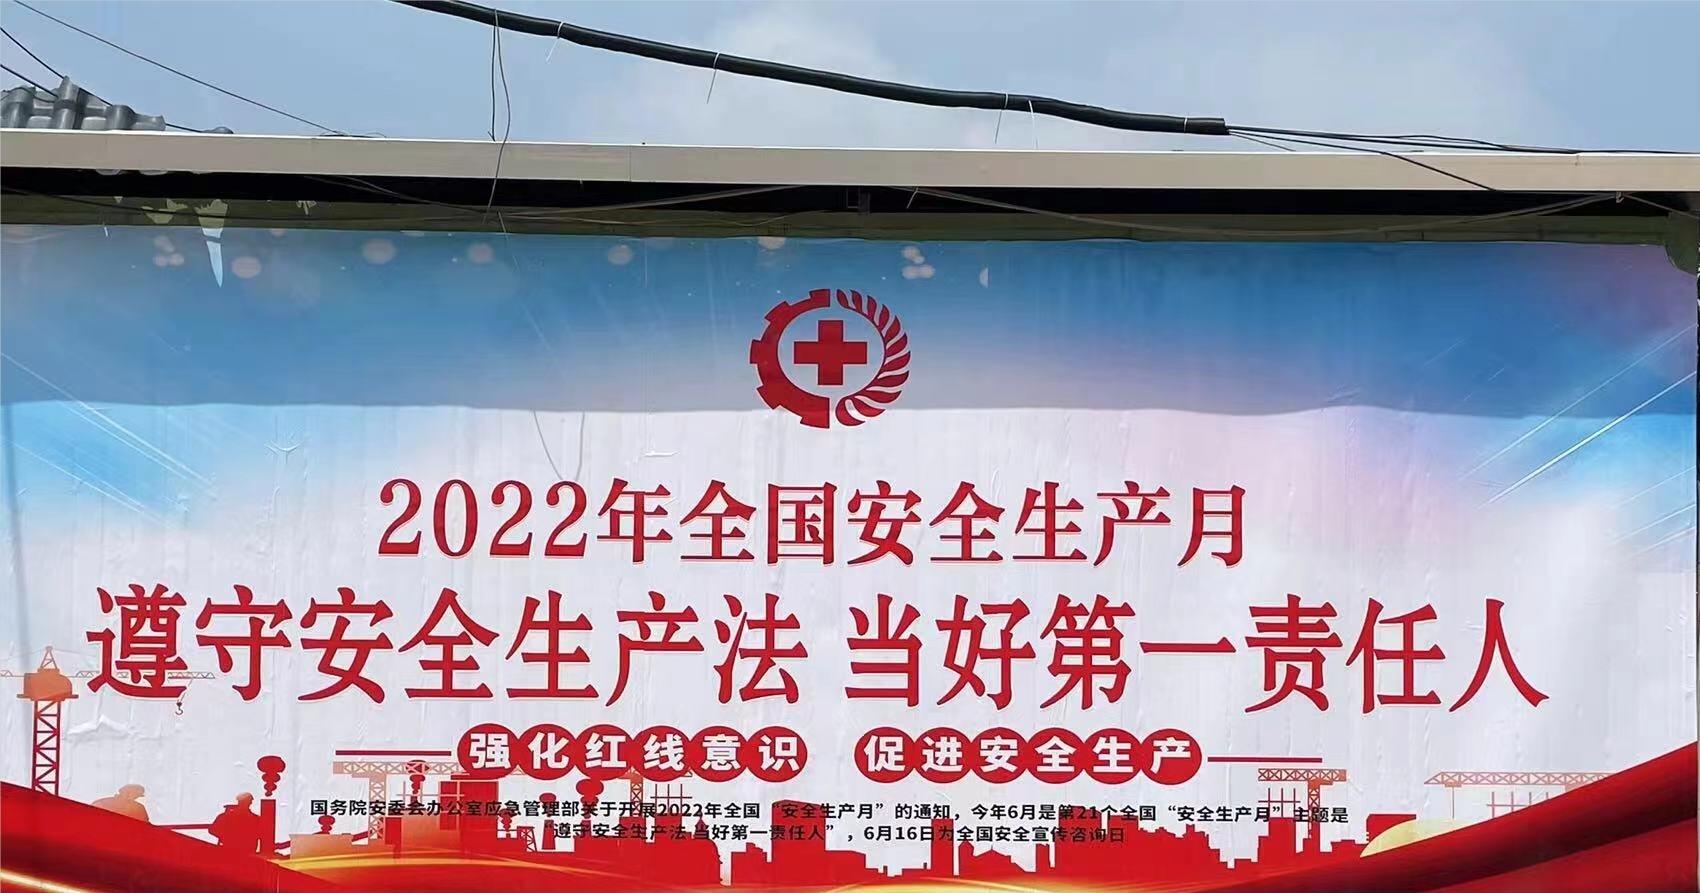 2022年全国安全生产月
遵守安全生产法 当好第一责任人
强化红线意识 促进安全生产
国务院安委会办公室应急管理部关于开展2022年全国“安全生产月”的通知，今年6月是第21个全国“安全生产月”主题是
“遵守安全生产法 当好第一责任人”，6月16日为全国安全宣传咨询日